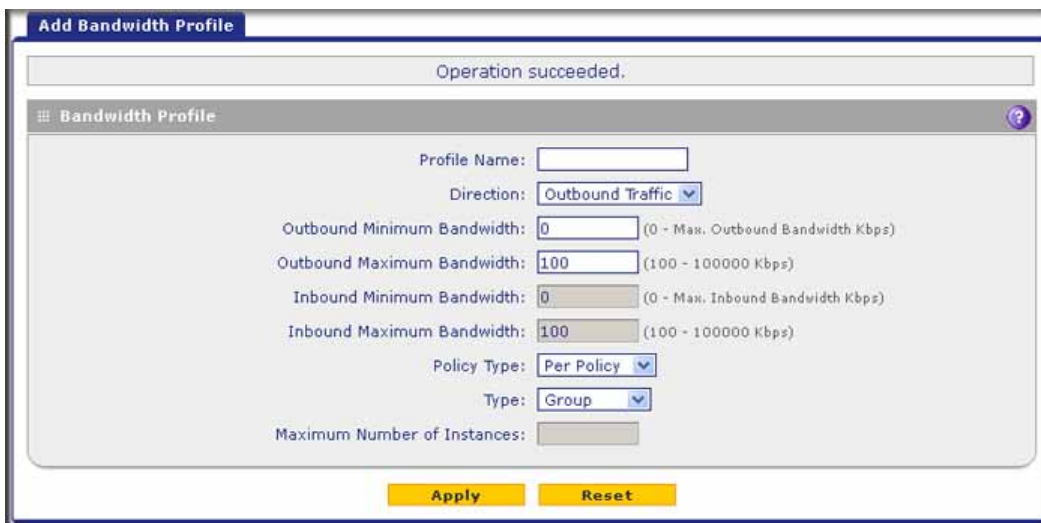 Add Bandwidth Profile
Operation succeeded.
Bandwidth Profile ?
Profile Name:
Direction: Outbound Traffic
Outbound Minimum Bandwidth: 0 (0 - Max. Outbound Bandwidth Kbps)
Outbound Maximum Bandwidth: 100 (100 - 100000 Kbps)
Inbound Minimum Bandwidth: 0 (0 - Max. Inbound Bandwidth Kbps)
Inbound Maximum Bandwidth: 100 (100 - 100000 Kbps)
Policy Type: Per Policy
Type: Group
Maximum Number of Instances:
Apply Reset